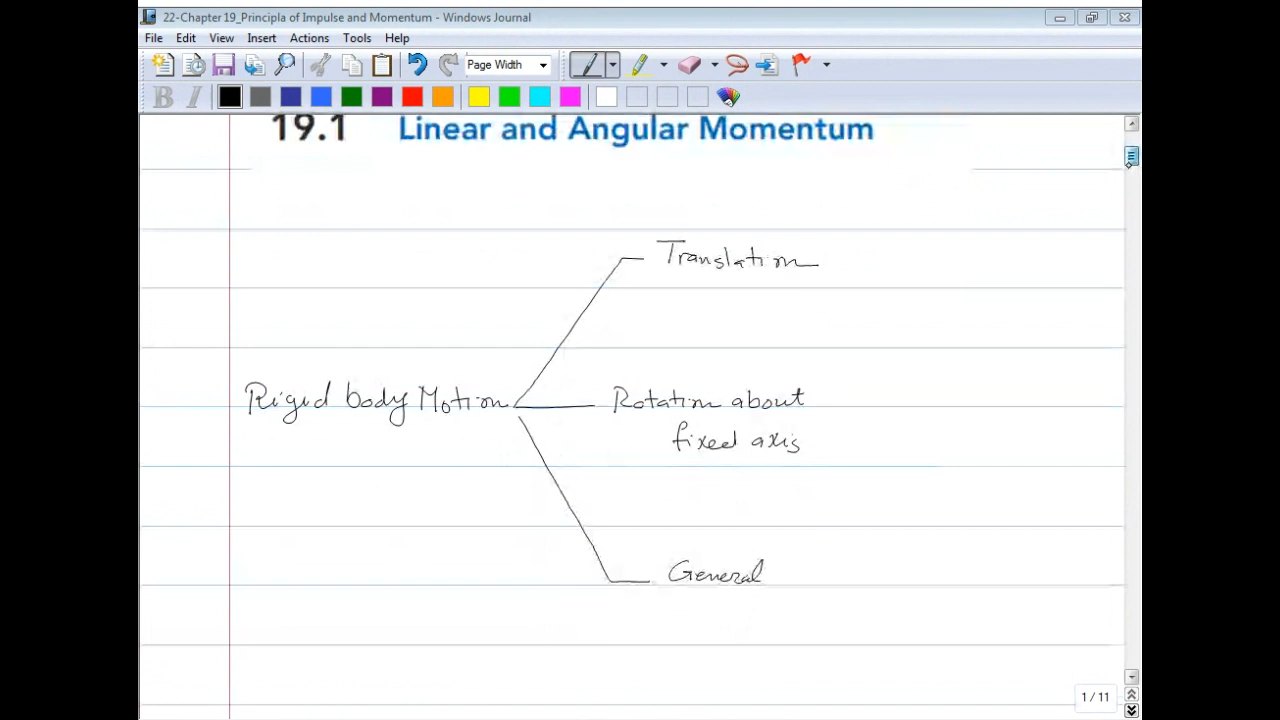 22-Chapter 19_Principla of Impulse and Momentum - Windows Journal
File Edit View Insert Actions Tools Help
Page Width
B I
19.1 Linear and Angular Momentum
Translation
Rigid body Motion
Rotation about
fixed axis
General
1 / 11